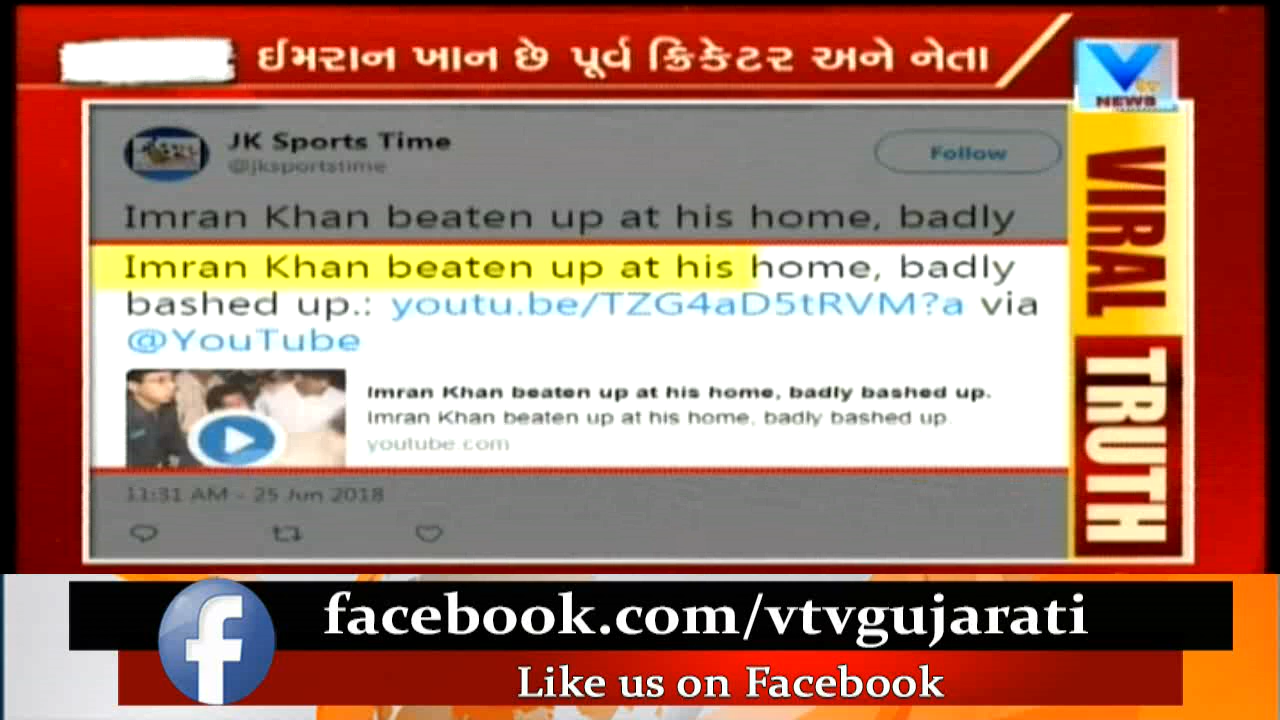 ઈમરાન ખાન છે પૂર્વ ક્રિકેટર અને નેતા
NEWS
JK Sports Time
@jksportstime
Follow
Imran Khan beaten up at his home, badly
Imran Khan beaten up at his home, badly
bashed up.: youtu.be/TZG4aD5tRVM?a via
@YouTube
Imran Khan beaten up at his home, badly bashed up.
Imran Khan beaten up at his home, badly bashed up.
youtube.com
11:31 AM - 25 Jun 2018
VIRAL
TRUTH
facebook.com/vtvgujarati
Like us on Facebook